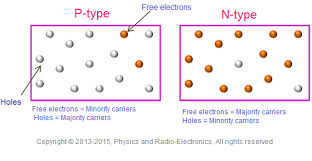 Free electrons
P-type
N-type
Holes
Free electrons = Minority carriers
Holes = Majority carriers
Free electrons = Majority carriers
Holes = Minority carriers
Copyright © 2013-2015, Physics and Radio-Electronics. All rights reserved